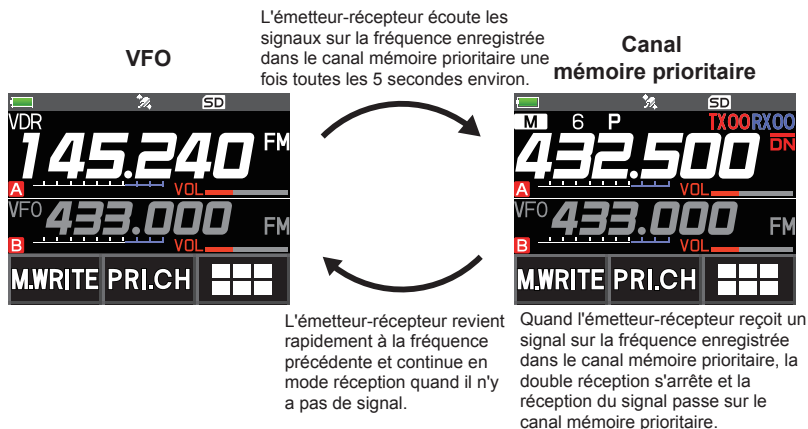 L'émetteur-récepteur écoute les
signaux sur la fréquence enregistrée
dans le canal mémoire prioritaire une
fois toutes les 5 secondes environ.
VFO
Canal
mémoire prioritaire
SD
VDR
145.240 FM
A VOL
VFO 433.000 FM
B VOL
M.WRITE PRI.CH
SD
M 6 P TX00RX00
432.500 DN
A VOL
VFO 433.000 FM
B VOL
M.WRITE PRI.CH
L'émetteur-récepteur revient
rapidement à la fréquence
précédente et continue en
mode réception quand il n'y
a pas de signal.
Quand l'émetteur-récepteur reçoit un
signal sur la fréquence enregistrée
dans le canal mémoire prioritaire, la
double réception s'arrête et la
réception du signal passe sur le
canal mémoire prioritaire.